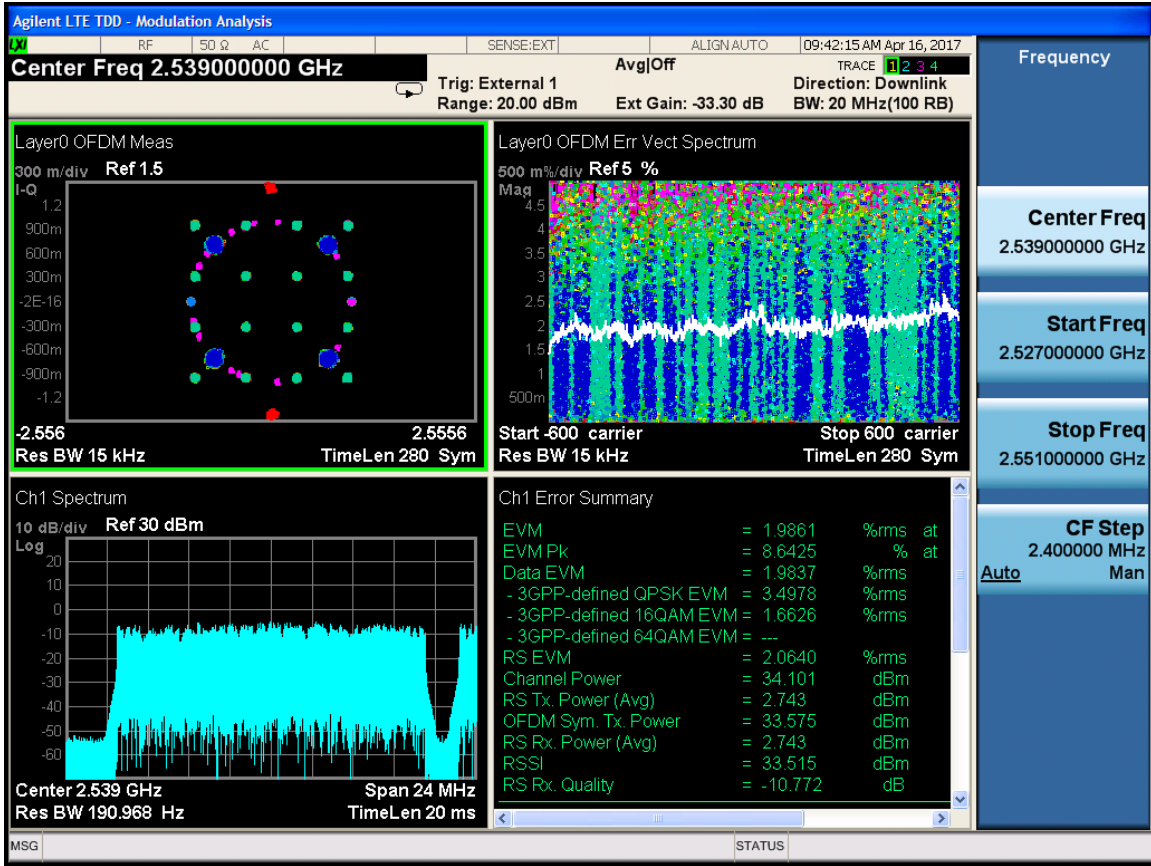 Agilent LTE TDD - Modulation Analysis
LXI RF 50 Ω AC SENSE:EXT ALIGN AUTO 09:42:15 AM Apr 16, 2017
Center Freq 2.539000000 GHz
Avg|Off
TRACE 1 2 3 4
Trig: External 1
Direction: Downlink
Range: 20.00 dBm Ext Gain: -33.30 dB BW: 20 MHz(100 RB)
Layer0 OFDM Meas
300 m/div Ref 1.5
I-Q
1.2
900m
600m
300m
-2E-16
-300m
-600m
-900m
-1.2
-2.556 2.5556
Res BW 15 kHz TimeLen 280 Sym
Layer0 OFDM Err Vect Spectrum
500 m%/div Ref 5 %
Mag
4.5
4
3.5
3
2.5
2
1.5
1
500m
Start -600 carrier Stop 600 carrier
Res BW 15 kHz TimeLen 280 Sym
Ch1 Spectrum
10 dB/div Ref 30 dBm
Log
20
10
0
-10
-20
-30
-40
-50
-60
Center 2.539 GHz Span 24 MHz
Res BW 190.968 Hz TimeLen 20 ms
Ch1 Error Summary
EVM = 1.9861 %rms at
EVM Pk = 8.6425 % at
Data EVM = 1.9837 %rms
- 3GPP-defined QPSK EVM = 3.4978 %rms
- 3GPP-defined 16QAM EVM = 1.6626 %rms
- 3GPP-defined 64QAM EVM = ---
RS EVM = 2.0640 %rms
Channel Power = 34.101 dBm
RS Tx. Power (Avg) = 2.743 dBm
OFDM Sym. Tx. Power = 33.575 dBm
RS Rx. Power (Avg) = 2.743 dBm
RSSI = 33.515 dBm
RS Rx. Quality = -10.772 dB
Frequency
Center Freq
2.539000000 GHz
Start Freq
2.527000000 GHz
Stop Freq
2.551000000 GHz
CF Step
2.400000 MHz
Auto Man
MSG STATUS